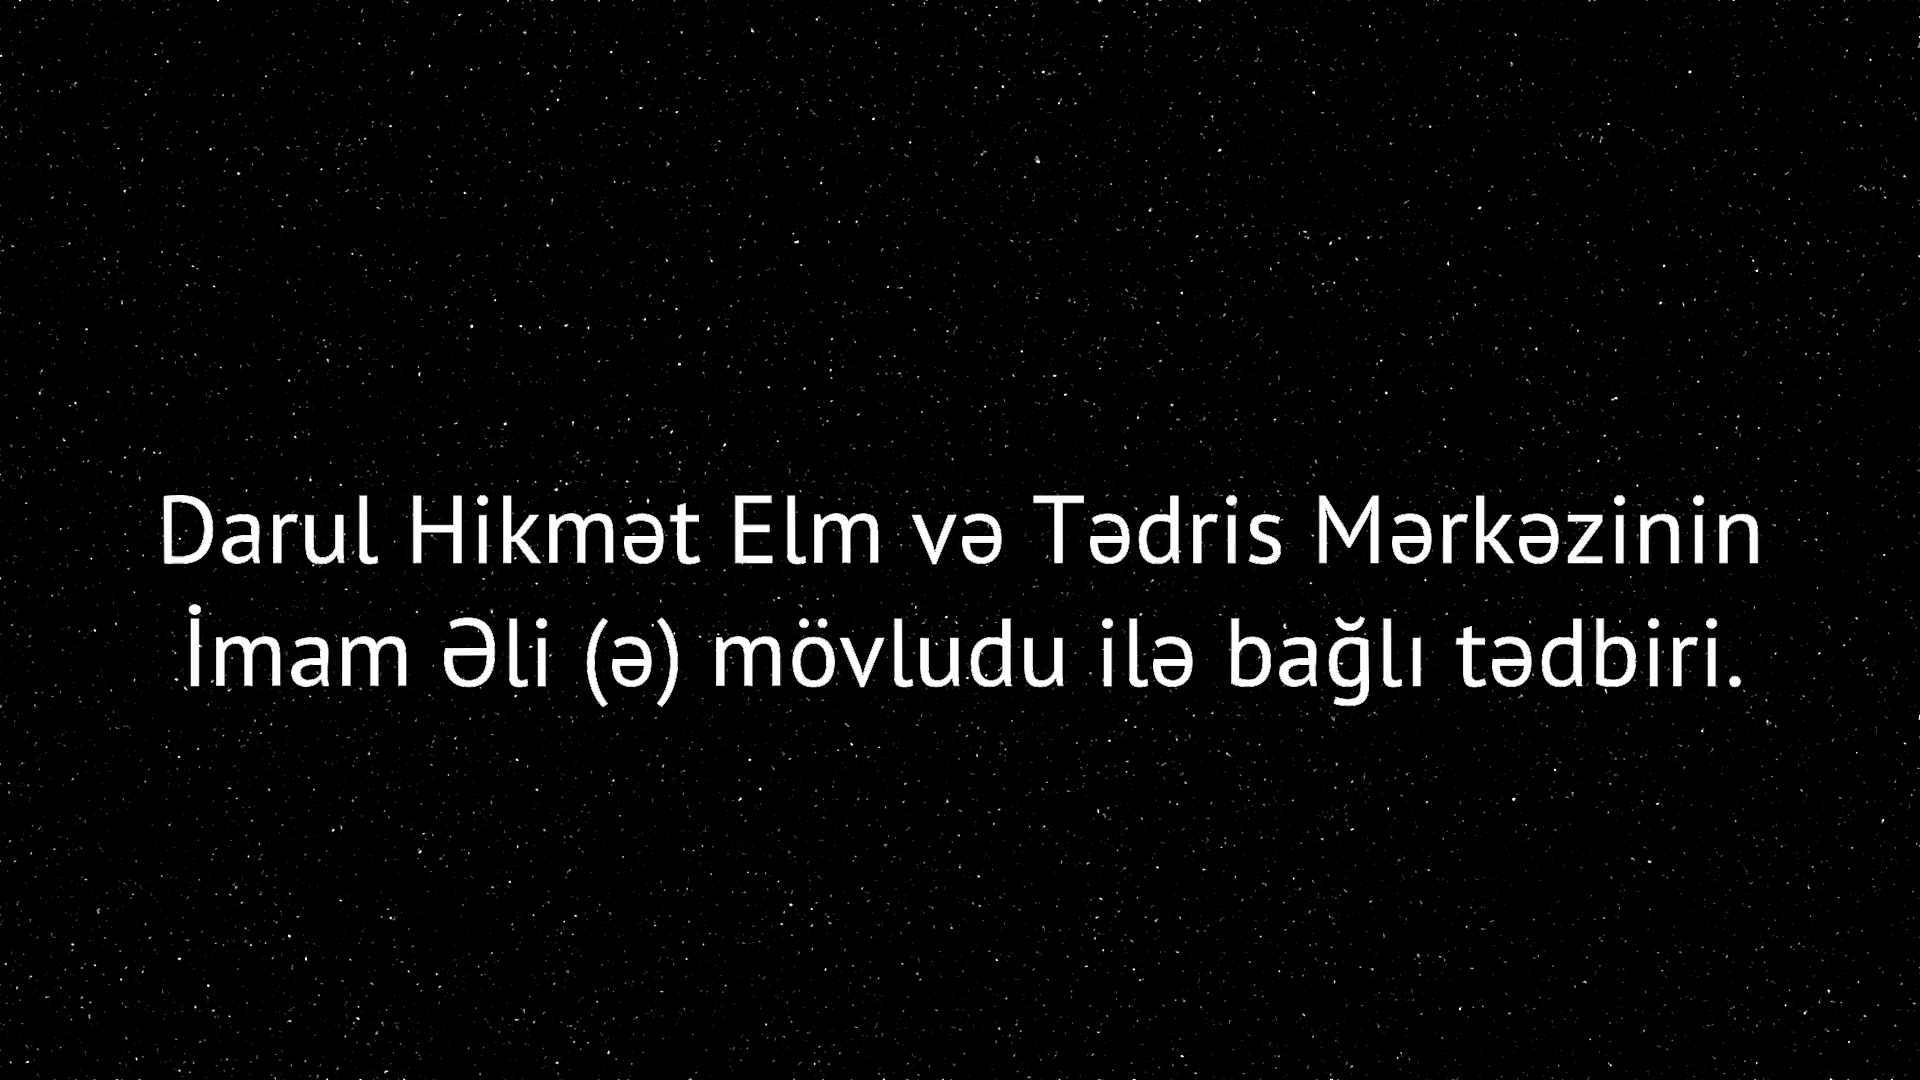 Darul Hikmət Elm və Tədris Mərkəzinin
İmam Əli (ə) mövludu ilə bağlı tədbiri.